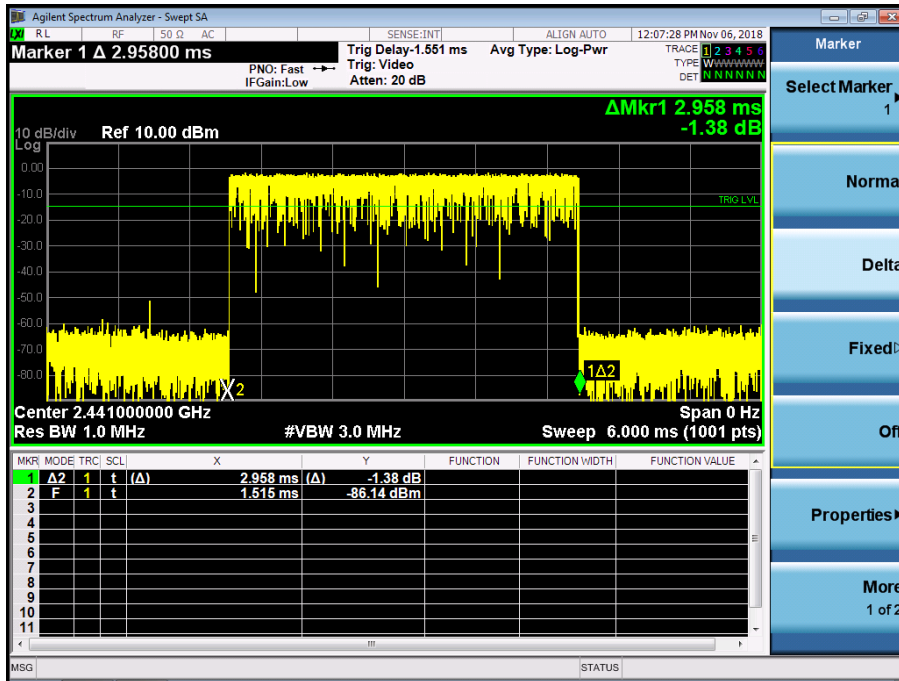 Agilent Spectrum Analyzer - Swept SA
LXI RL RF 50 Ω AC SENSE:INT ALIGN AUTO 12:07:28 PM Nov 06, 2018
Marker 1 Δ 2.95800 ms
Trig Delay-1.551 ms Avg Type: Log-Pwr TRACE 1 2 3 4 5 6
PNO: Fast Trig: Video TYPE WWWWWW
IFGain:Low Atten: 20 dB DET N N N N N N
ΔMkr1 2.958 ms
-1.38 dB
10 dB/div Ref 10.00 dBm
Log
0.00
-10.0
TRIG LVL
-20.0
-30.0
-40.0
-50.0
-60.0
-70.0
-80.0
X2
1Δ2
Center 2.441000000 GHz Span 0 Hz
Res BW 1.0 MHz #VBW 3.0 MHz Sweep 6.000 ms (1001 pts)
MKR MODE TRC SCL X Y FUNCTION FUNCTION WIDTH FUNCTION VALUE
1 Δ2 1 t (Δ) 2.958 ms (Δ) -1.38 dB
2 F 1 t 1.515 ms -86.14 dBm
3
4
5
6
7
8
9
10
11
MSG STATUS
Marker
Select Marker
1
Norma
Delta
Fixed
Off
Properties
More
1 of 2